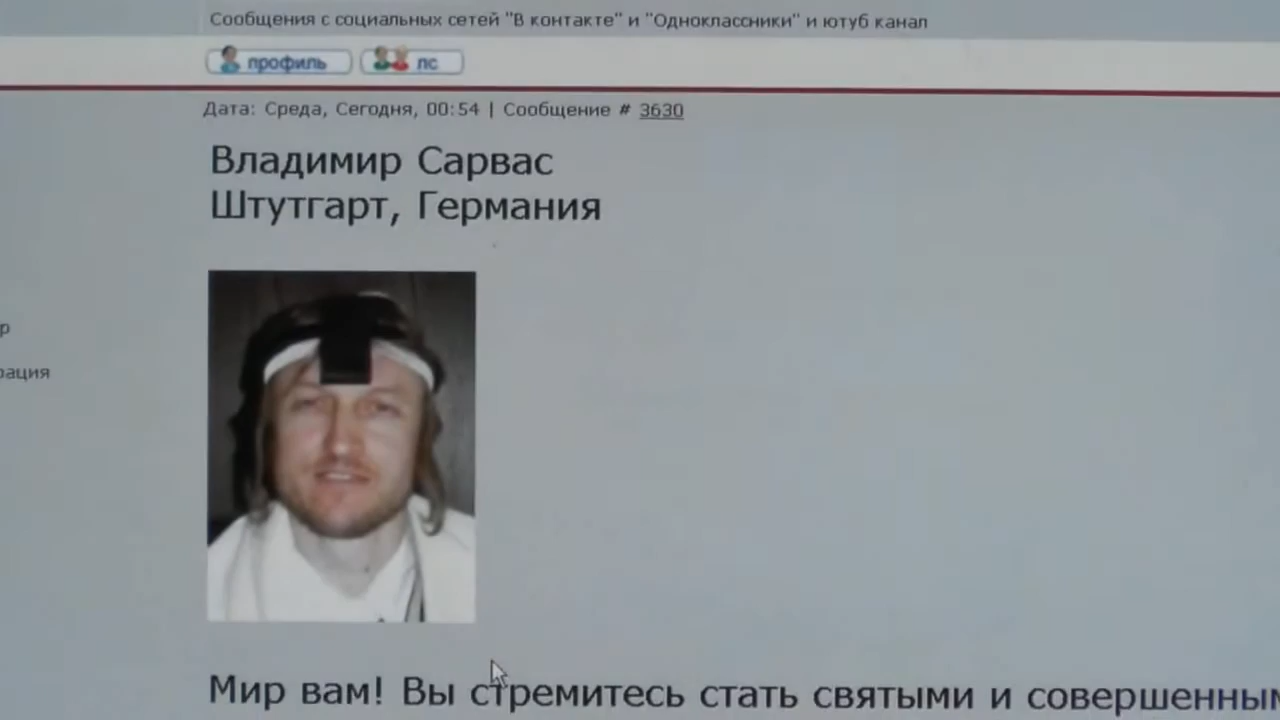 Сообщения с социальных сетей "В контакте" и "Одноклассники" и ютуб канал
профиль пс
Дата: Среда, Сегодня, 00:54 | Сообщение # 3630
Владимир Сарвас
Штутгарт, Германия
р
рация
Мир вам! Вы стремитесь стать святыми и совершенным